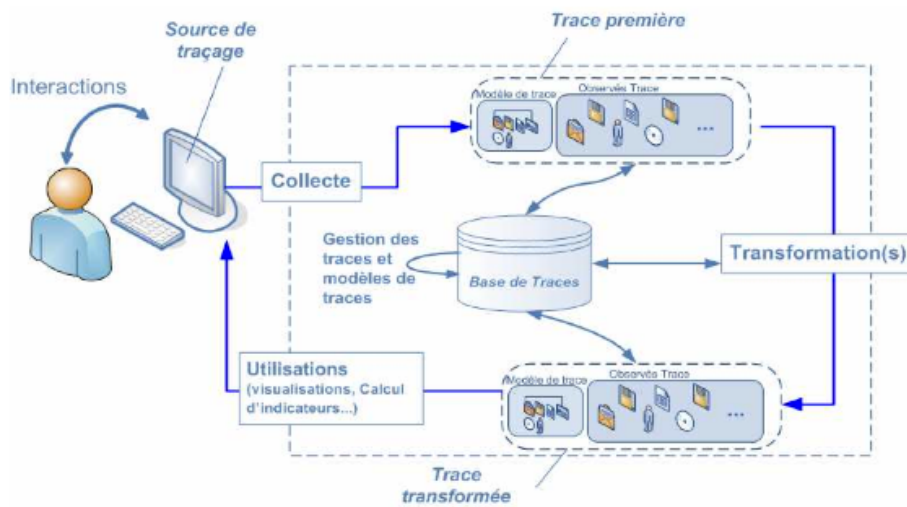 Source de
traçage
Trace première
Interactions
Modèle de trace
Observés Trace
...
Collecte
Gestion des
traces et
modèles de
traces
Base de Traces
Transformation(s)
Utilisations
(visualisations, Calcul
d'indicateurs...)
Modèle de trace
Observés Trace
...
Trace
transformée